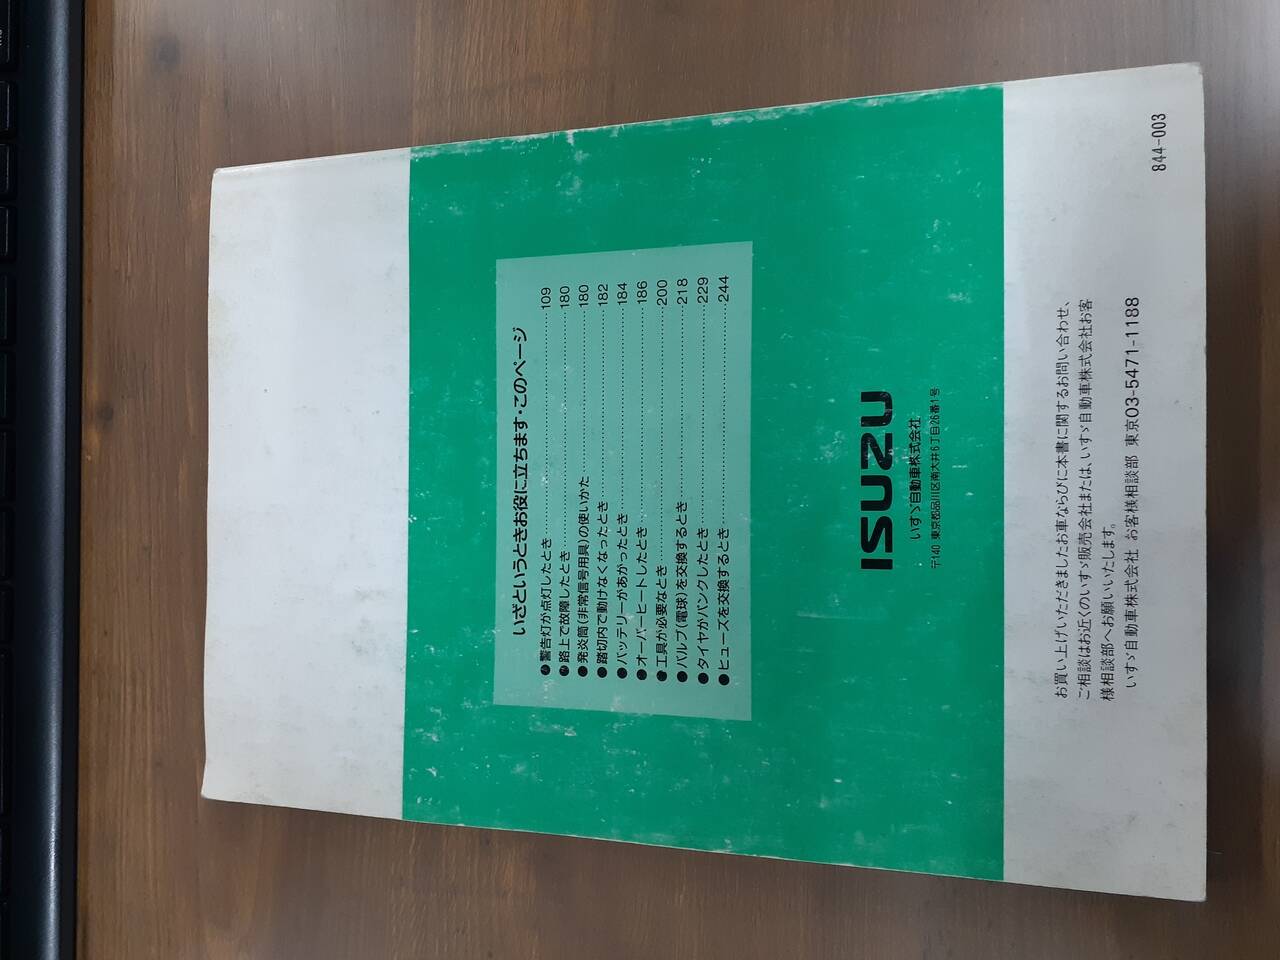 いざというときお役に立ちます・このページ
●警告灯が点灯したとき……109
●路上で故障したとき……180
●発炎筒(非常信号用具)の使いかた……180
●踏切内で動けなくなったとき……182
●バッテリーがあがったとき……184
●オーバーヒートしたとき……186
●工具が必要なとき……200
●バルブ(電球)を交換するとき……218
●タイヤがパンクしたとき……229
●ヒューズを交換するとき……244
ISUZU
いすゞ自動車株式会社
〒140 東京都品川区南大井6丁目26番1号
お買い上げいただきましたお車ならびに本書に関するお問い合わせ、
ご相談はお近くのいすゞ販売会社または、いすゞ自動車株式会社お客
様相談部へお願いいたします。
いすゞ自動車株式会社 お客様相談部 東京03-5471-1188
844-003